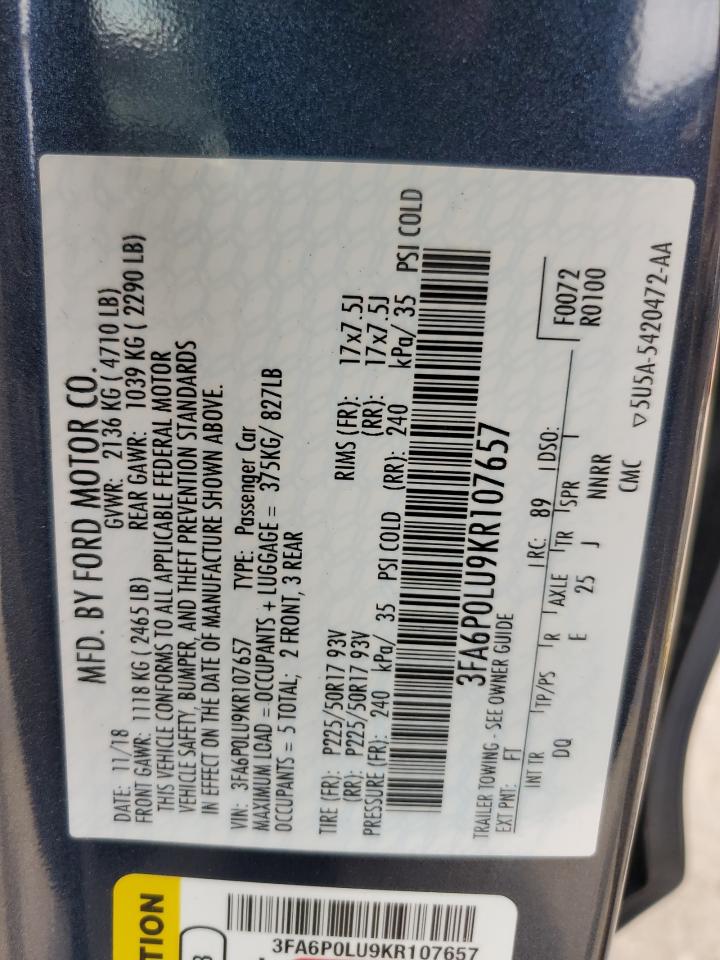 MFD. BY FORD MOTOR CO.
DATE: 11/18 GVWR: 2136 KG ( 4710 LB)
FRONT GAWR: 1118 KG ( 2465 LB) REAR GAWR: 1039 KG ( 2290 LB)
THIS VEHICLE CONFORMS TO ALL APPLICABLE FEDERAL MOTOR
VEHICLE SAFETY, BUMPER, AND THEFT PREVENTION STANDARDS
IN EFFECT ON THE DATE OF MANUFACTURE SHOWN ABOVE.
VIN: 3FA6P0LU9KR107657 TYPE: Passenger Car
MAXIMUM LOAD = OCCUPANTS + LUGGAGE = 375KG/ 827LB
OCCUPANTS = 5 TOTAL; 2 FRONT, 3 REAR
TIRE (FR): P225/50R17 93V RIMS (FR): 17x7.5J
(RR): P225/50R17 93V (RR): 17x7.5J
PRESSURE (FR): 240 kPa/ 35 PSI COLD (RR): 240 kPa/ 35 PSI COLD
3FA6P0LU9KR107657
TRAILER TOWING - SEE OWNER GUIDE
EXT PNT: FT RC: 89 DSO: F0072
R0100
INT TR TP/PS R AXLE TR SPR
DQ E 25 J NNRR
CMC
▽5U5A-5420472-AA
TION
3FA6P0LU9KR107657